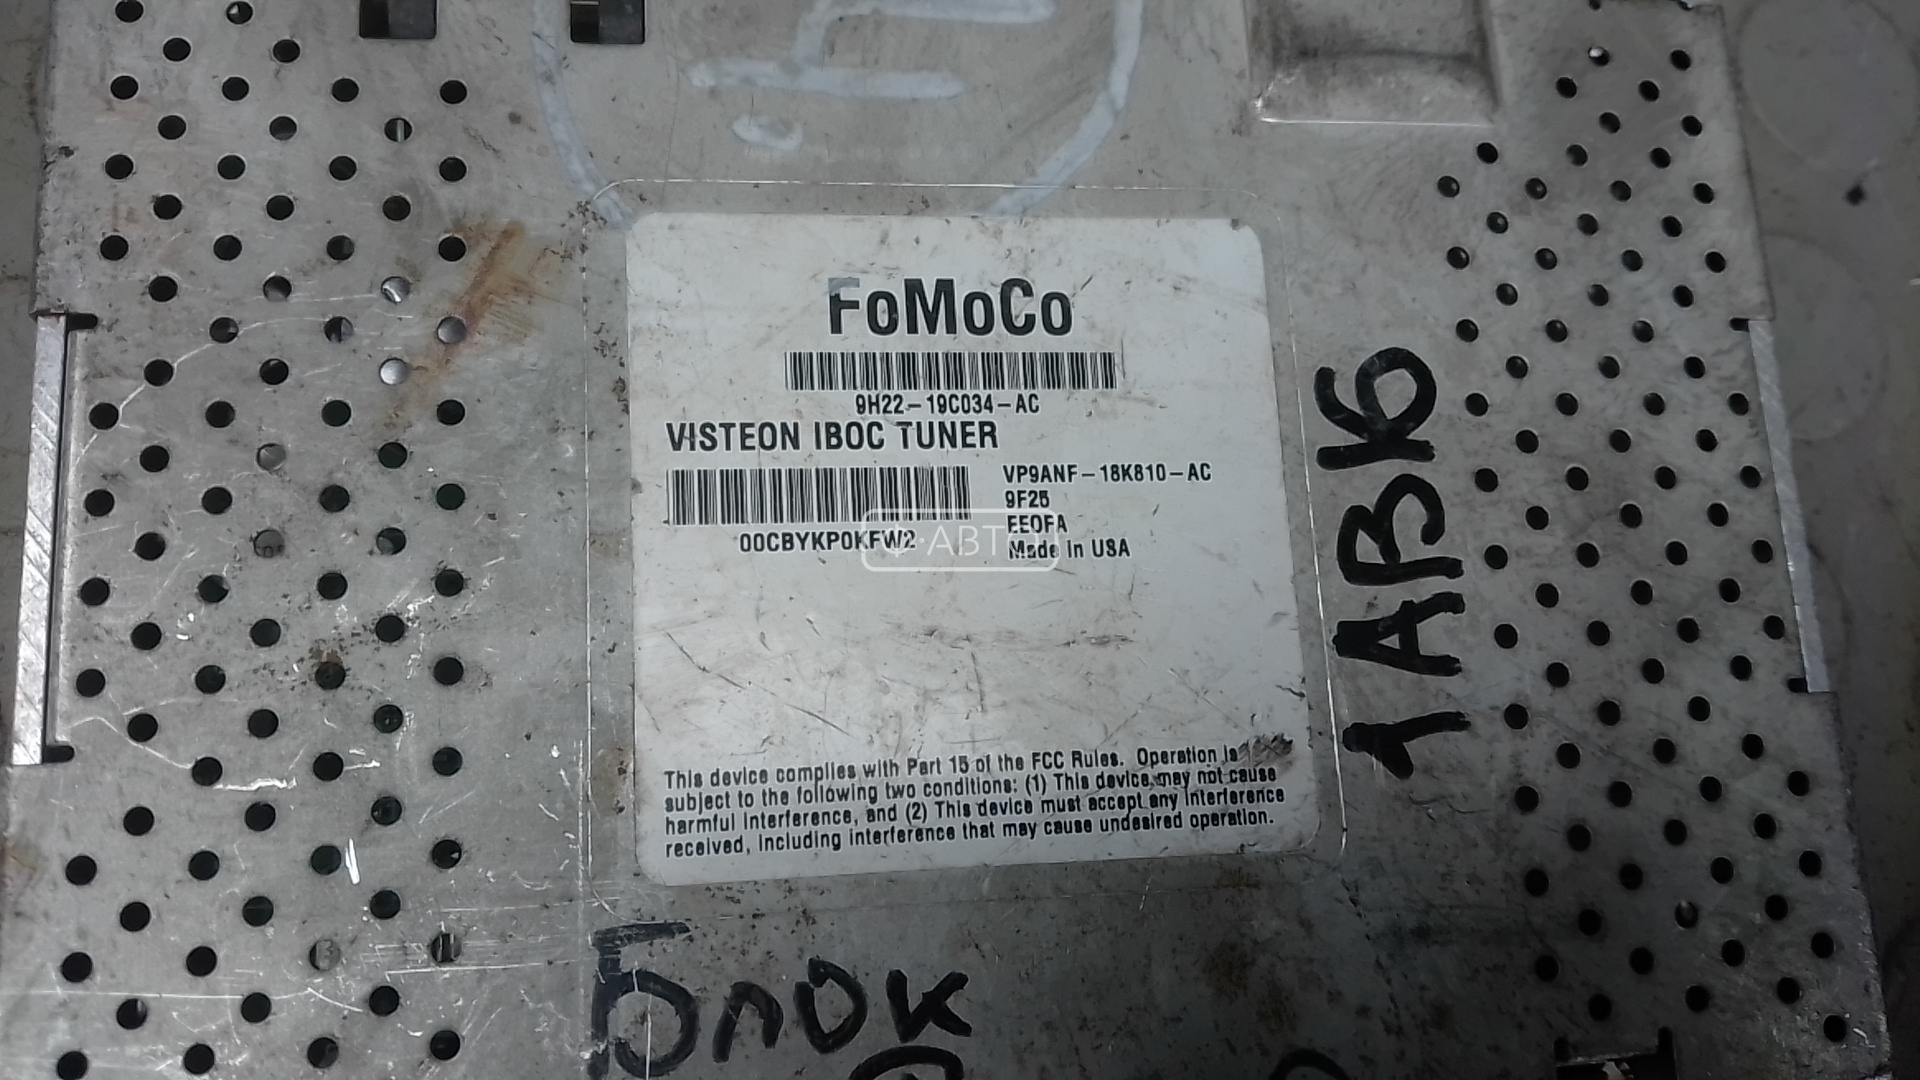 FoMoCo
9H22-19C034-AC
VISTEON IBOC TUNER
VP9ANF-18K810-AC
9F25
EEOFA
00CBYKP0KFW2
Made in USA
Ф·АВТО
This device complies with Part 15 of the FCC Rules. Operation is
subject to the following two conditions: (1) This device may not cause
harmful interference, and (2) This device must accept any interference
received, including interference that may cause undesired operation.
1АВК
Блок